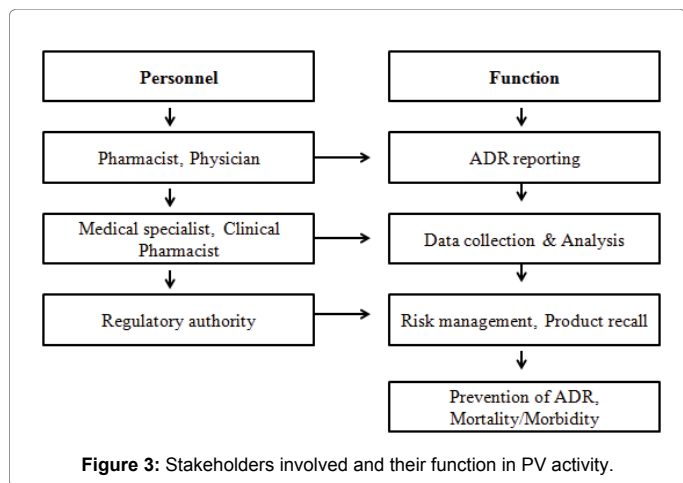 Personnel
Function
Pharmacist, Physician
ADR reporting
Medical specialist, Clinical
Pharmacist
Data collection & Analysis
Regulatory authority
Risk management, Product recall
Prevention of ADR,
Mortality/Morbidity
Figure 3: Stakeholders involved and their function in PV activity.